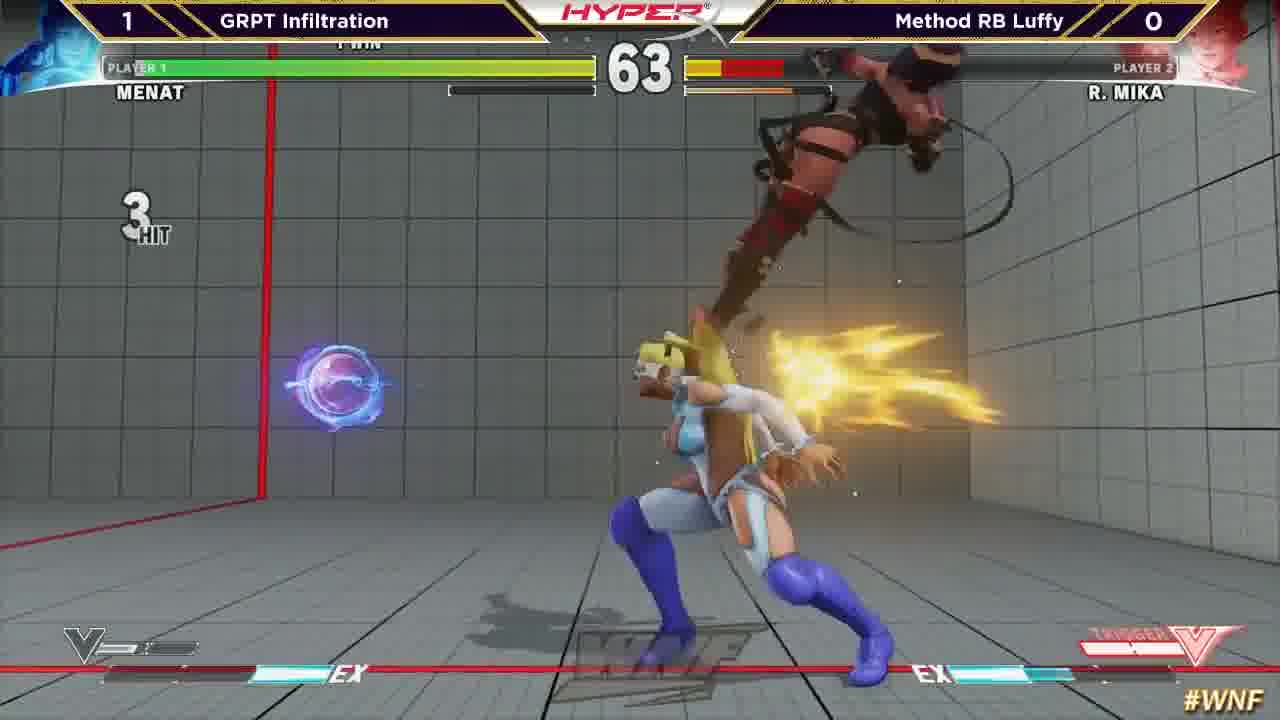 1 GRPT Infiltration HYPERX Method RB Luffy 0
1 WIN
PLAYER 1 63 PLAYER 2
MENAT R. MIKA
3 HIT
WNF
TRIGGER
V V
EX EX
#WNF